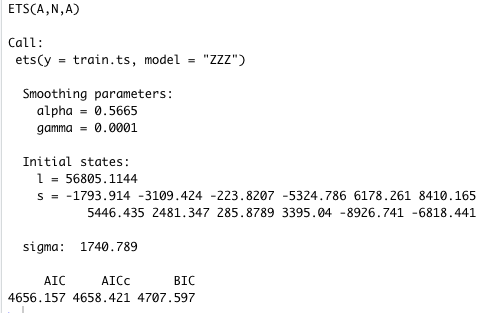 ETS(A,N,A)
Call:
ets(y = train.ts, model = "ZZZ")
Smoothing parameters:
alpha = 0.5665
gamma = 0.0001
Initial states:
l = 56805.1144
s = -1793.914 -3109.424 -223.8207 -5324.786 6178.261 8410.165
5446.435 2481.347 285.8789 3395.04 -8926.741 -6818.441
sigma: 1740.789
AIC AICc BIC
4656.157 4658.421 4707.597